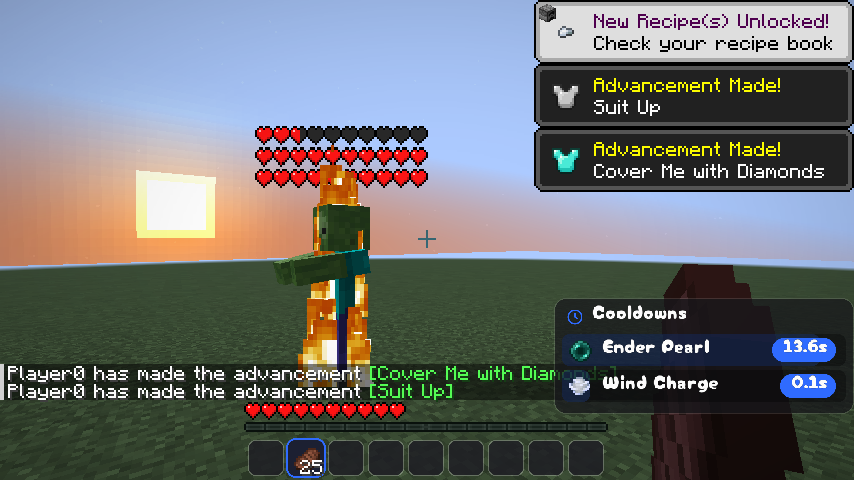 New Recipe(s) Unlocked!
Check your recipe book
Advancement Made!
Suit Up
Advancement Made!
Cover Me with Diamonds
Cooldowns
Ender Pearl 13.6s
Wind Charge 0.1s
Player0 has made the advancement [Cover Me with Diamonds]
Player0 has made the advancement [Suit Up]
25